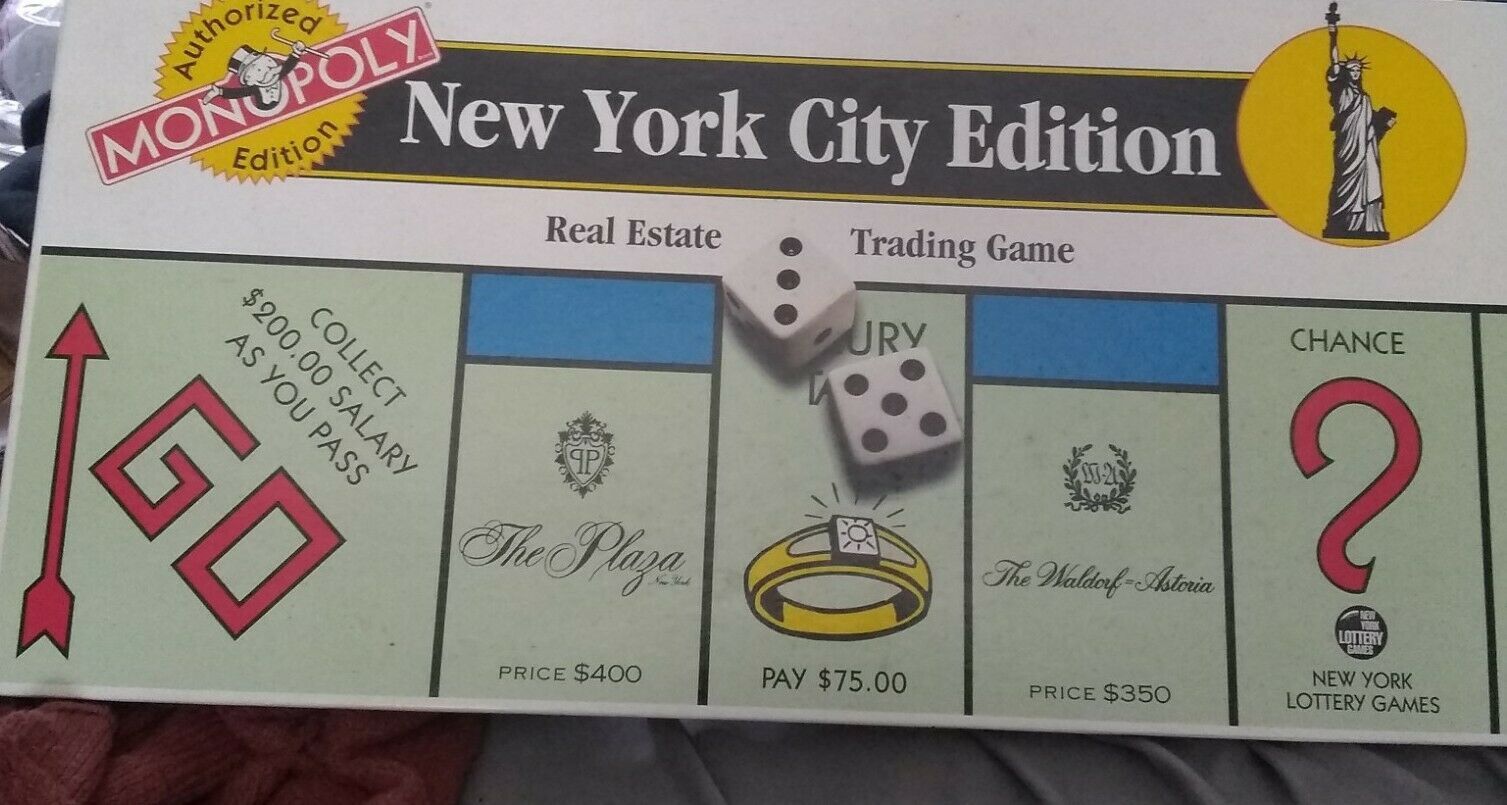 Authorized
MONOPOLY
Edition
New York City Edition
Real Estate Trading Game
COLLECT
$200.00 SALARY
AS YOU PASS
GO
PP
The Plaza
New York
PRICE $400
URY
PAY $75.00
W-A
The Waldorf=Astoria
PRICE $350
CHANCE
NEW
YORK
LOTTERY
GAMES
NEW YORK
LOTTERY GAMES